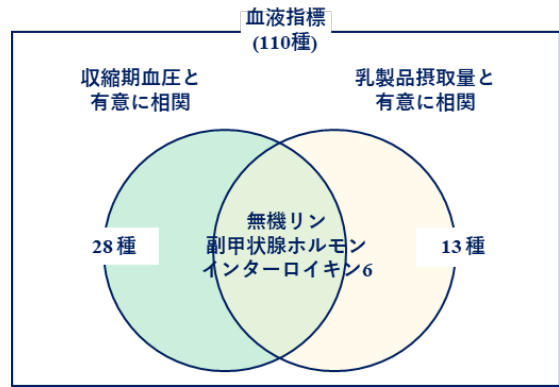 血液指標
(110種)
収縮期血圧と
有意に相関
乳製品摂取量と
有意に相関
28種
無機リン
副甲状腺ホルモン
インターロイキン6
13種